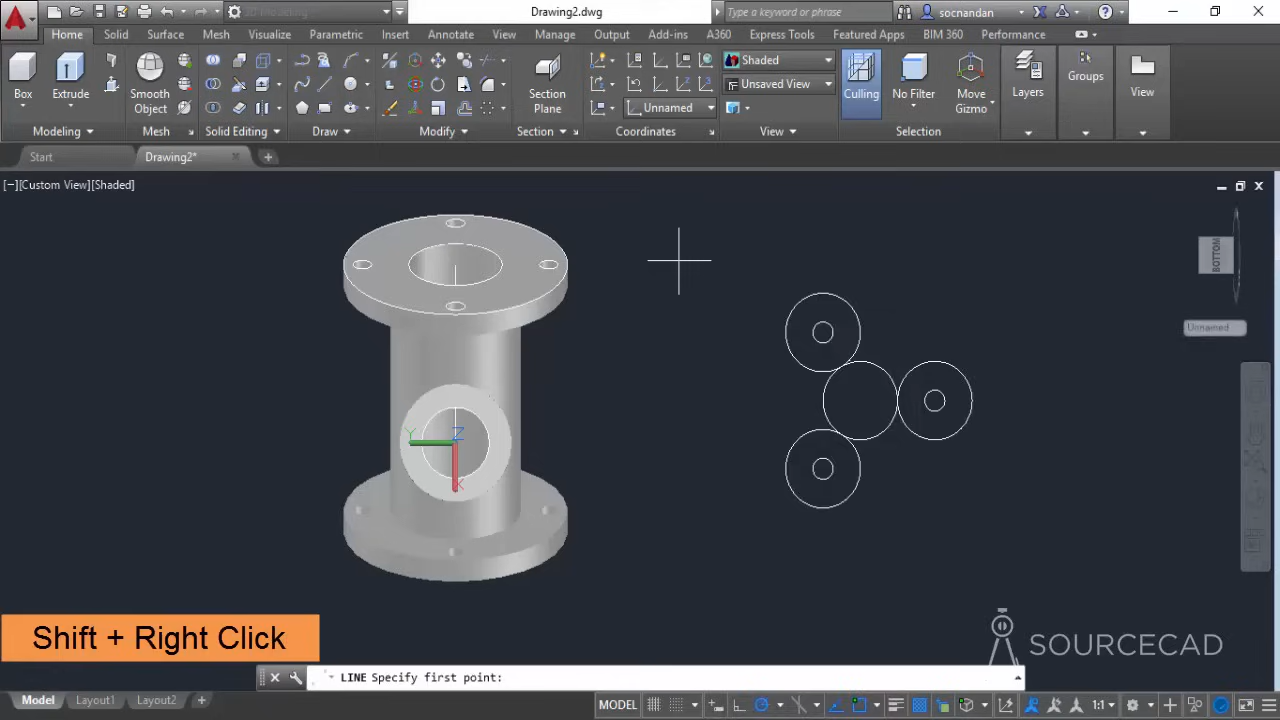 3D Modeling
Drawing2.dwg
Type a keyword or phrase
socnandan
Home
Solid
Surface
Mesh
Visualize
Parametric
Insert
Annotate
View
Manage
Output
Add-ins
A360
Express Tools
Featured Apps
BIM 360
Performance
Box
Extrude
Smooth
Object
Section
Plane
Shaded
Unsaved View
Unnamed
Culling
No Filter
Move
Gizmo
Layers
Groups
View
Modeling
Mesh
Solid Editing
Draw
Modify
Section
Coordinates
View
Selection
Start
Drawing2*
[−][Custom View][Shaded]
BOTTOM
Unnamed
Y
Z
X
Shift + Right Click
SOURCECAD
LINE Specify first point:
Model
Layout1
Layout2
MODEL
1:1